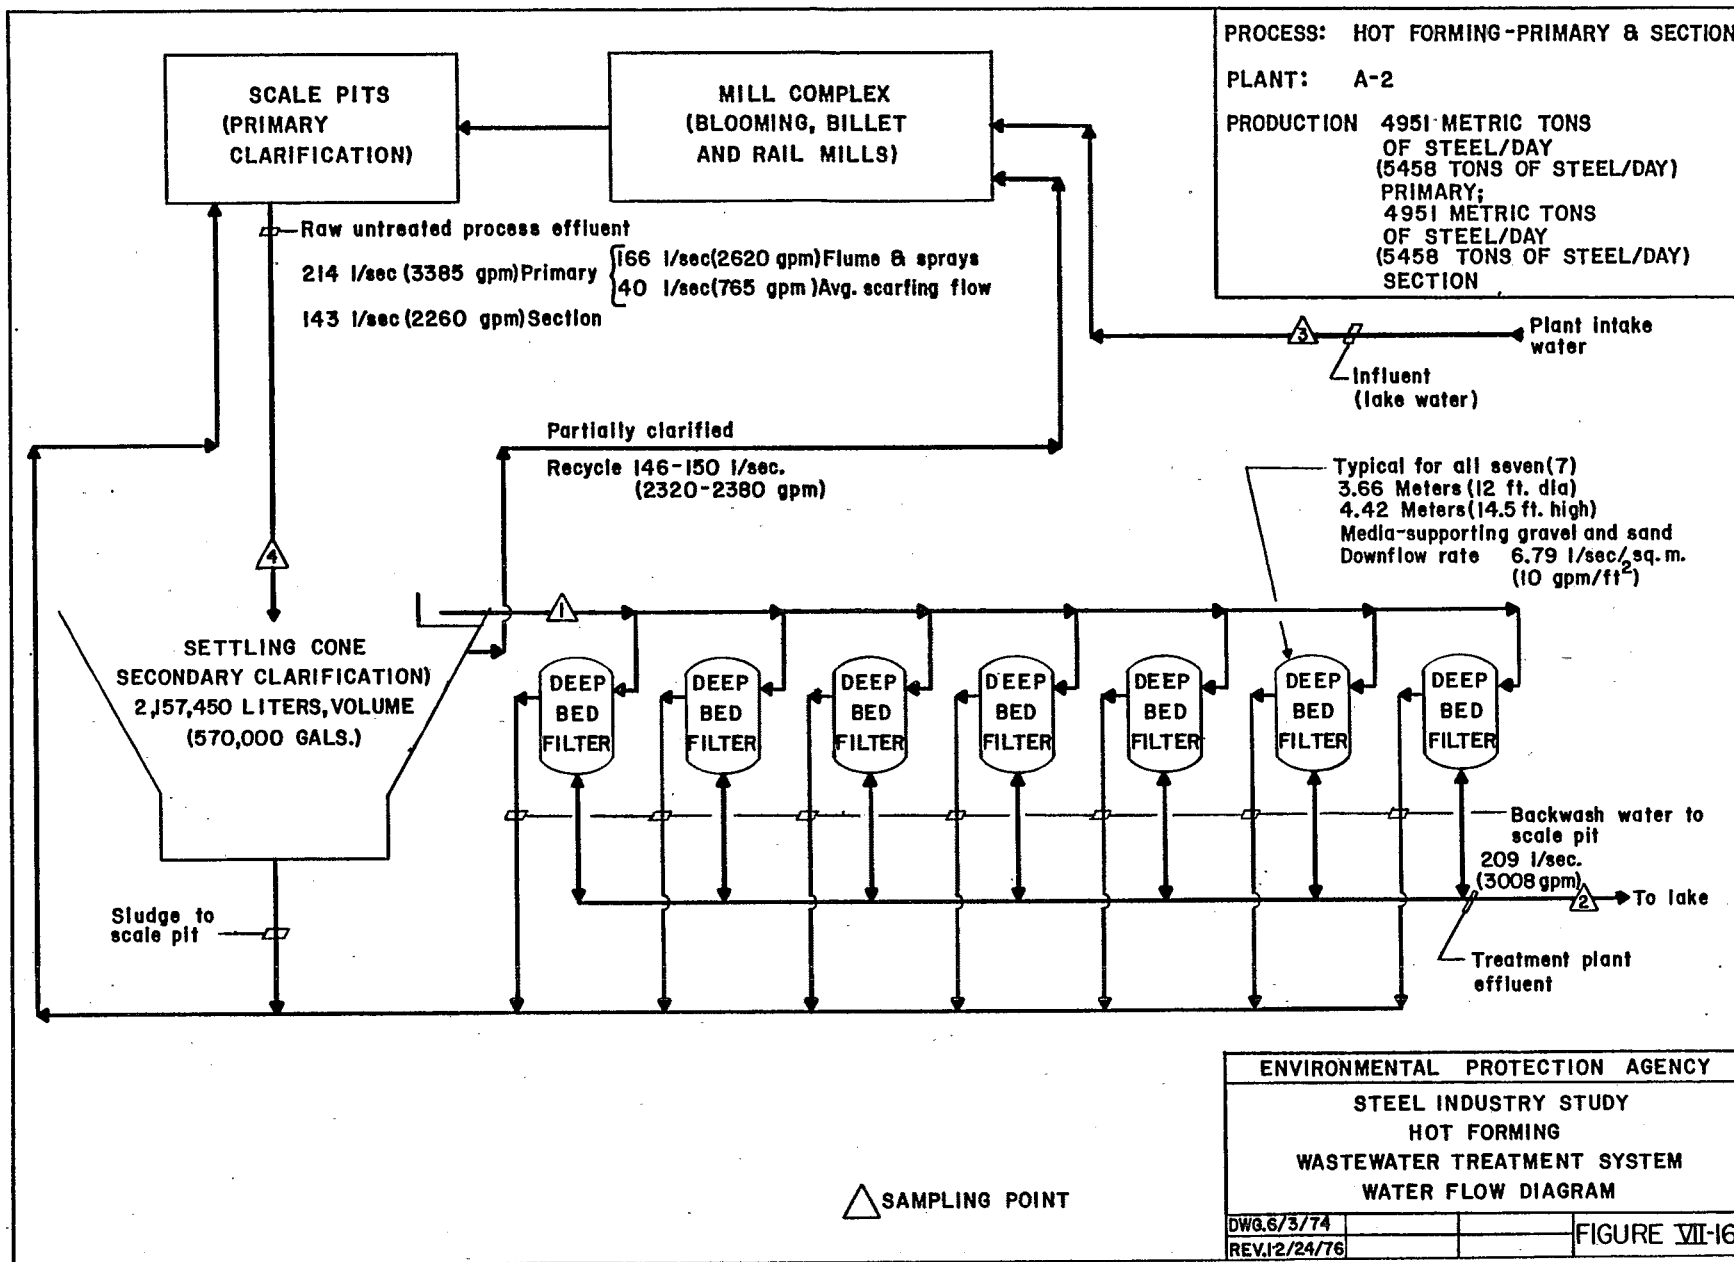 PROCESS: HOT FORMING-PRIMARY & SECTION
PLANT: A-2
PRODUCTION 4951 METRIC TONS
OF STEEL/DAY
(5458 TONS OF STEEL/DAY)
PRIMARY;
4951 METRIC TONS
OF STEEL/DAY
(5458 TONS OF STEEL/DAY)
SECTION
SCALE PITS
(PRIMARY
CLARIFICATION)
MILL COMPLEX
(BLOOMING, BILLET
AND RAIL MILLS)
Raw untreated process effluent
214 l/sec (3385 gpm) Primary
166 l/sec (2620 gpm) Flume & sprays
40 l/sec (765 gpm) Avg. scarfing flow
143 l/sec (2260 gpm) Section
3
Plant intake
water
Influent
(lake water)
Partially clarified
Recycle 146-150 l/sec.
(2320-2380 gpm)
Typical for all seven (7)
3.66 Meters (12 ft. dia)
4.42 Meters (14.5 ft. high)
Media-supporting gravel and sand
Downflow rate 6.79 l/sec/sq. m.
(10 gpm/ft²)
4
1
SETTLING CONE
SECONDARY CLARIFICATION)
2,157,450 LITERS, VOLUME
(570,000 GALS.)
DEEP
BED
FILTER
DEEP
BED
FILTER
DEEP
BED
FILTER
DEEP
BED
FILTER
DEEP
BED
FILTER
DEEP
BED
FILTER
DEEP
BED
FILTER
Backwash water to
scale pit
209 l/sec.
(3008 gpm)
2
To lake
Sludge to
scale pit
Treatment plant
effluent
SAMPLING POINT
ENVIRONMENTAL PROTECTION AGENCY
STEEL INDUSTRY STUDY
HOT FORMING
WASTEWATER TREATMENT SYSTEM
WATER FLOW DIAGRAM
DWG.6/3/74
REV.12/24/76
FIGURE VII-16